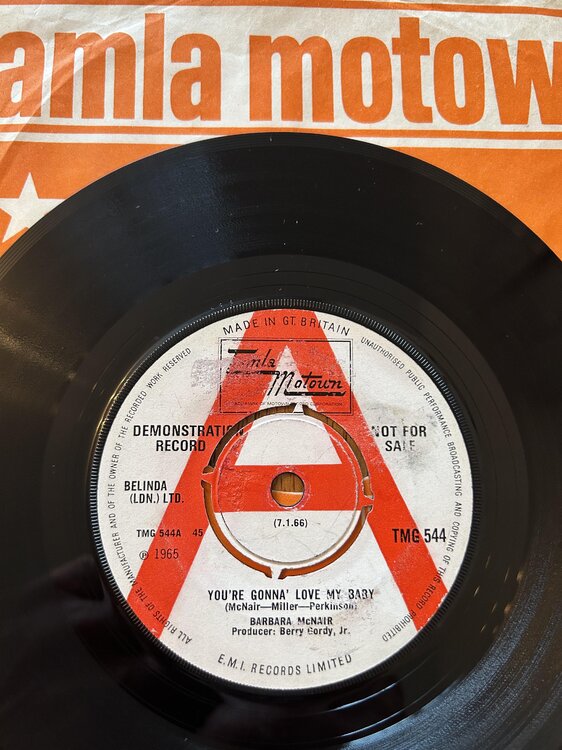 amla motow
MADE IN GT. BRITAIN
Tamla
Motown
DEMONSTRATION
RECORD
NOT FOR
SALE
BELINDA
(LDN.) LTD.
TMG 544A 45
℗ 1965
(7.1.66)
TMG 544
YOU'RE GONNA' LOVE MY BABY
(McNair—Miller—Perkinson)
BARBARA McNAIR
Producer: Berry Gordy, Jr.
E.M.I. RECORDS LIMITED
ALL RIGHTS OF THE MANUFACTURER AND OF THE OWNER OF THE RECORDED WORK RESERVED
UNAUTHORISED PUBLIC PERFORMANCE BROADCASTING AND COPYING OF THIS RECORD PROHIBITED
A